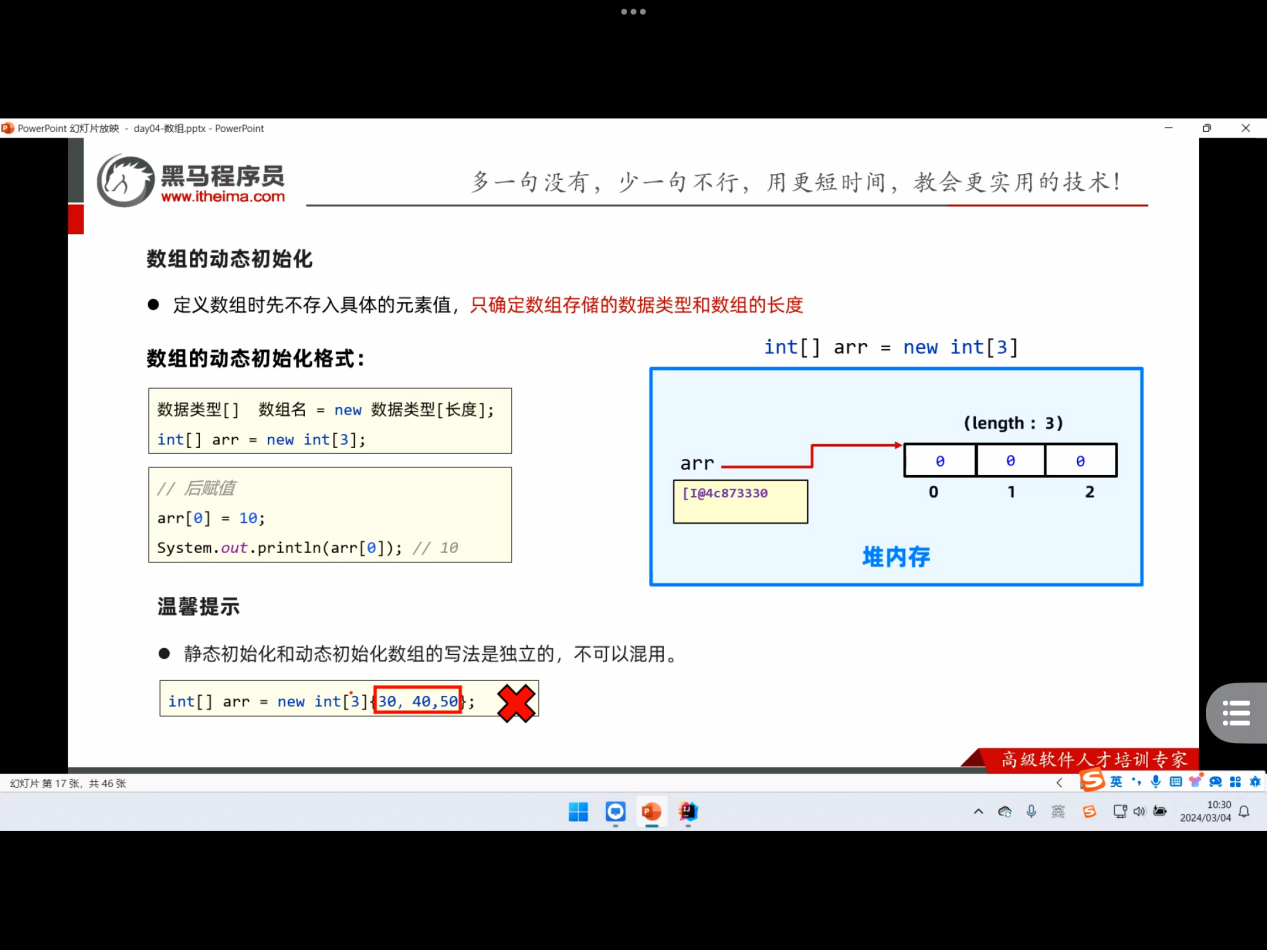 PowerPoint 幻灯片放映 - day04-数组.pptx - PowerPoint
黑马程序员
www.itheima.com
多一句没有，少一句不行，用更短时间，教会更实用的技术！
数组的动态初始化
● 定义数组时先不存入具体的元素值，只确定数组存储的数据类型和数组的长度
数组的动态初始化格式：
数据类型[] 数组名 = new 数据类型[长度];
int[] arr = new int[3];
// 后赋值
arr[0] = 10;
System.out.println(arr[0]); // 10
int[] arr = new int[3]
(length : 3)
arr
0 0 0
[I@4c873330
0 1 2
堆内存
温馨提示
● 静态初始化和动态初始化数组的写法是独立的，不可以混用。
int[] arr = new int[3]{30, 40,50};
高级软件人才培训专家
幻灯片 第 17 张，共 46 张
英
英
10:30
2024/03/04